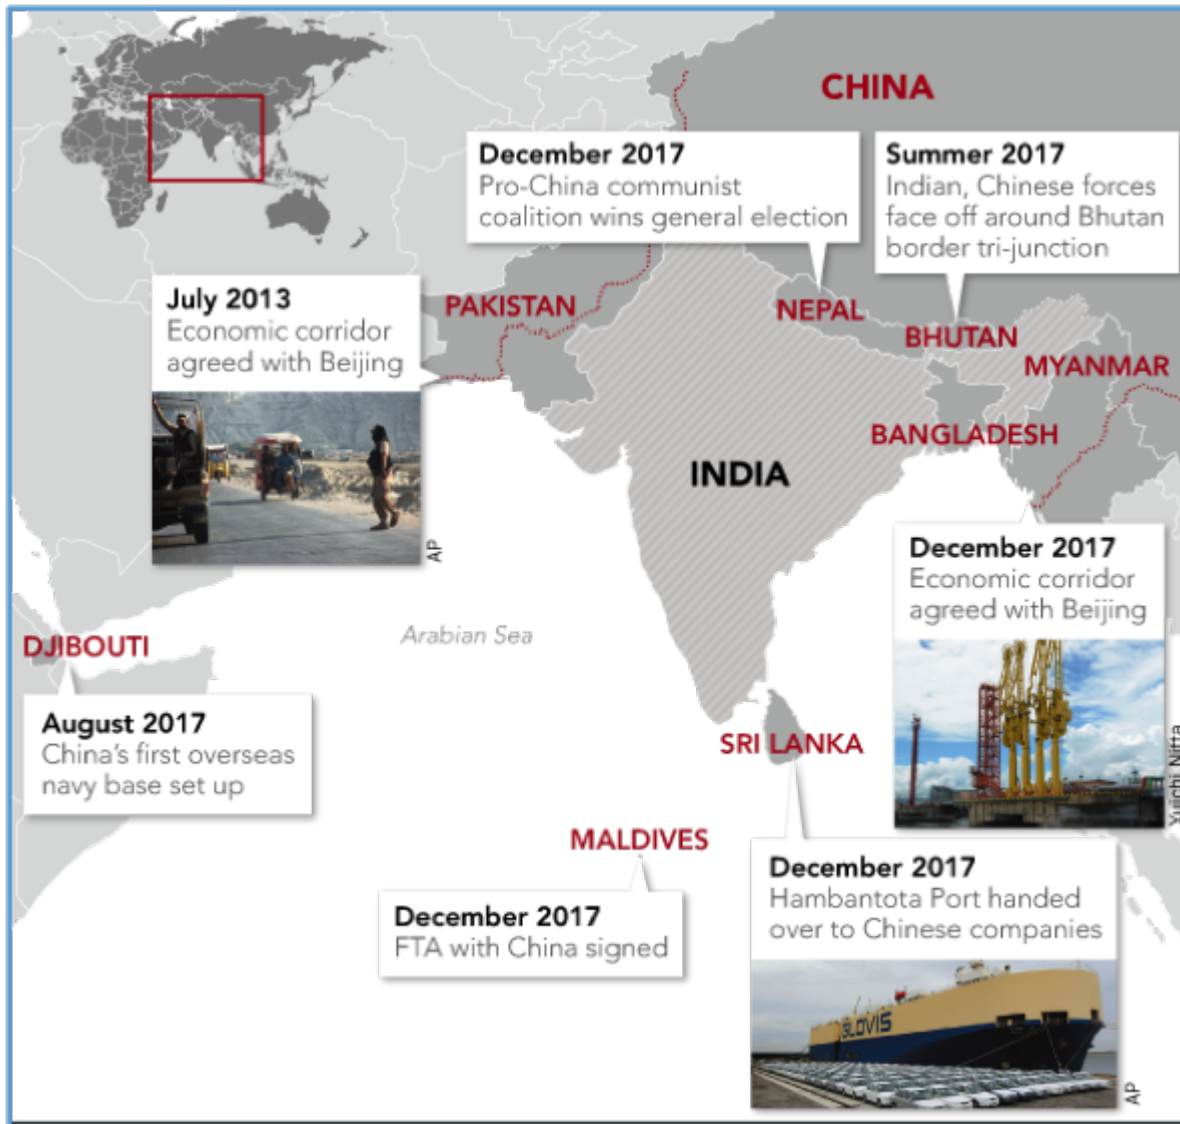 CHINA
December 2017
Pro-China communist
coalition wins general election
Summer 2017
Indian, Chinese forces
face off around Bhutan
border tri-junction
July 2013
Economic corridor
agreed with Beijing
AP
PAKISTAN
NEPAL
BHUTAN
MYANMAR
BANGLADESH
INDIA
December 2017
Economic corridor
agreed with Beijing
Yuichi Nitta
Arabian Sea
DJIBOUTI
August 2017
China's first overseas
navy base set up
SRI LANKA
MALDIVES
December 2017
FTA with China signed
December 2017
Hambantota Port handed
over to Chinese companies
GLOVIS
AP